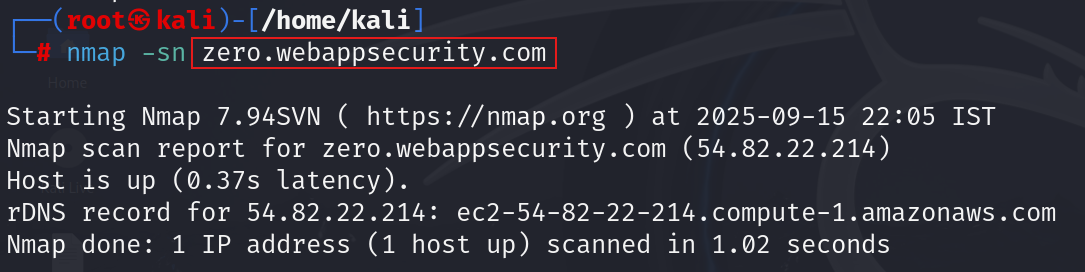 ┌──(root㉿kali)-[/home/kali]
└─# nmap -sn zero.webappsecurity.com
Home
Starting Nmap 7.94SVN ( https://nmap.org ) at 2025-09-15 22:05 IST
Nmap scan report for zero.webappsecurity.com (54.82.22.214)
Host is up (0.37s latency).
rDNS record for 54.82.22.214: ec2-54-82-22-214.compute-1.amazonaws.com
Nmap done: 1 IP address (1 host up) scanned in 1.02 seconds